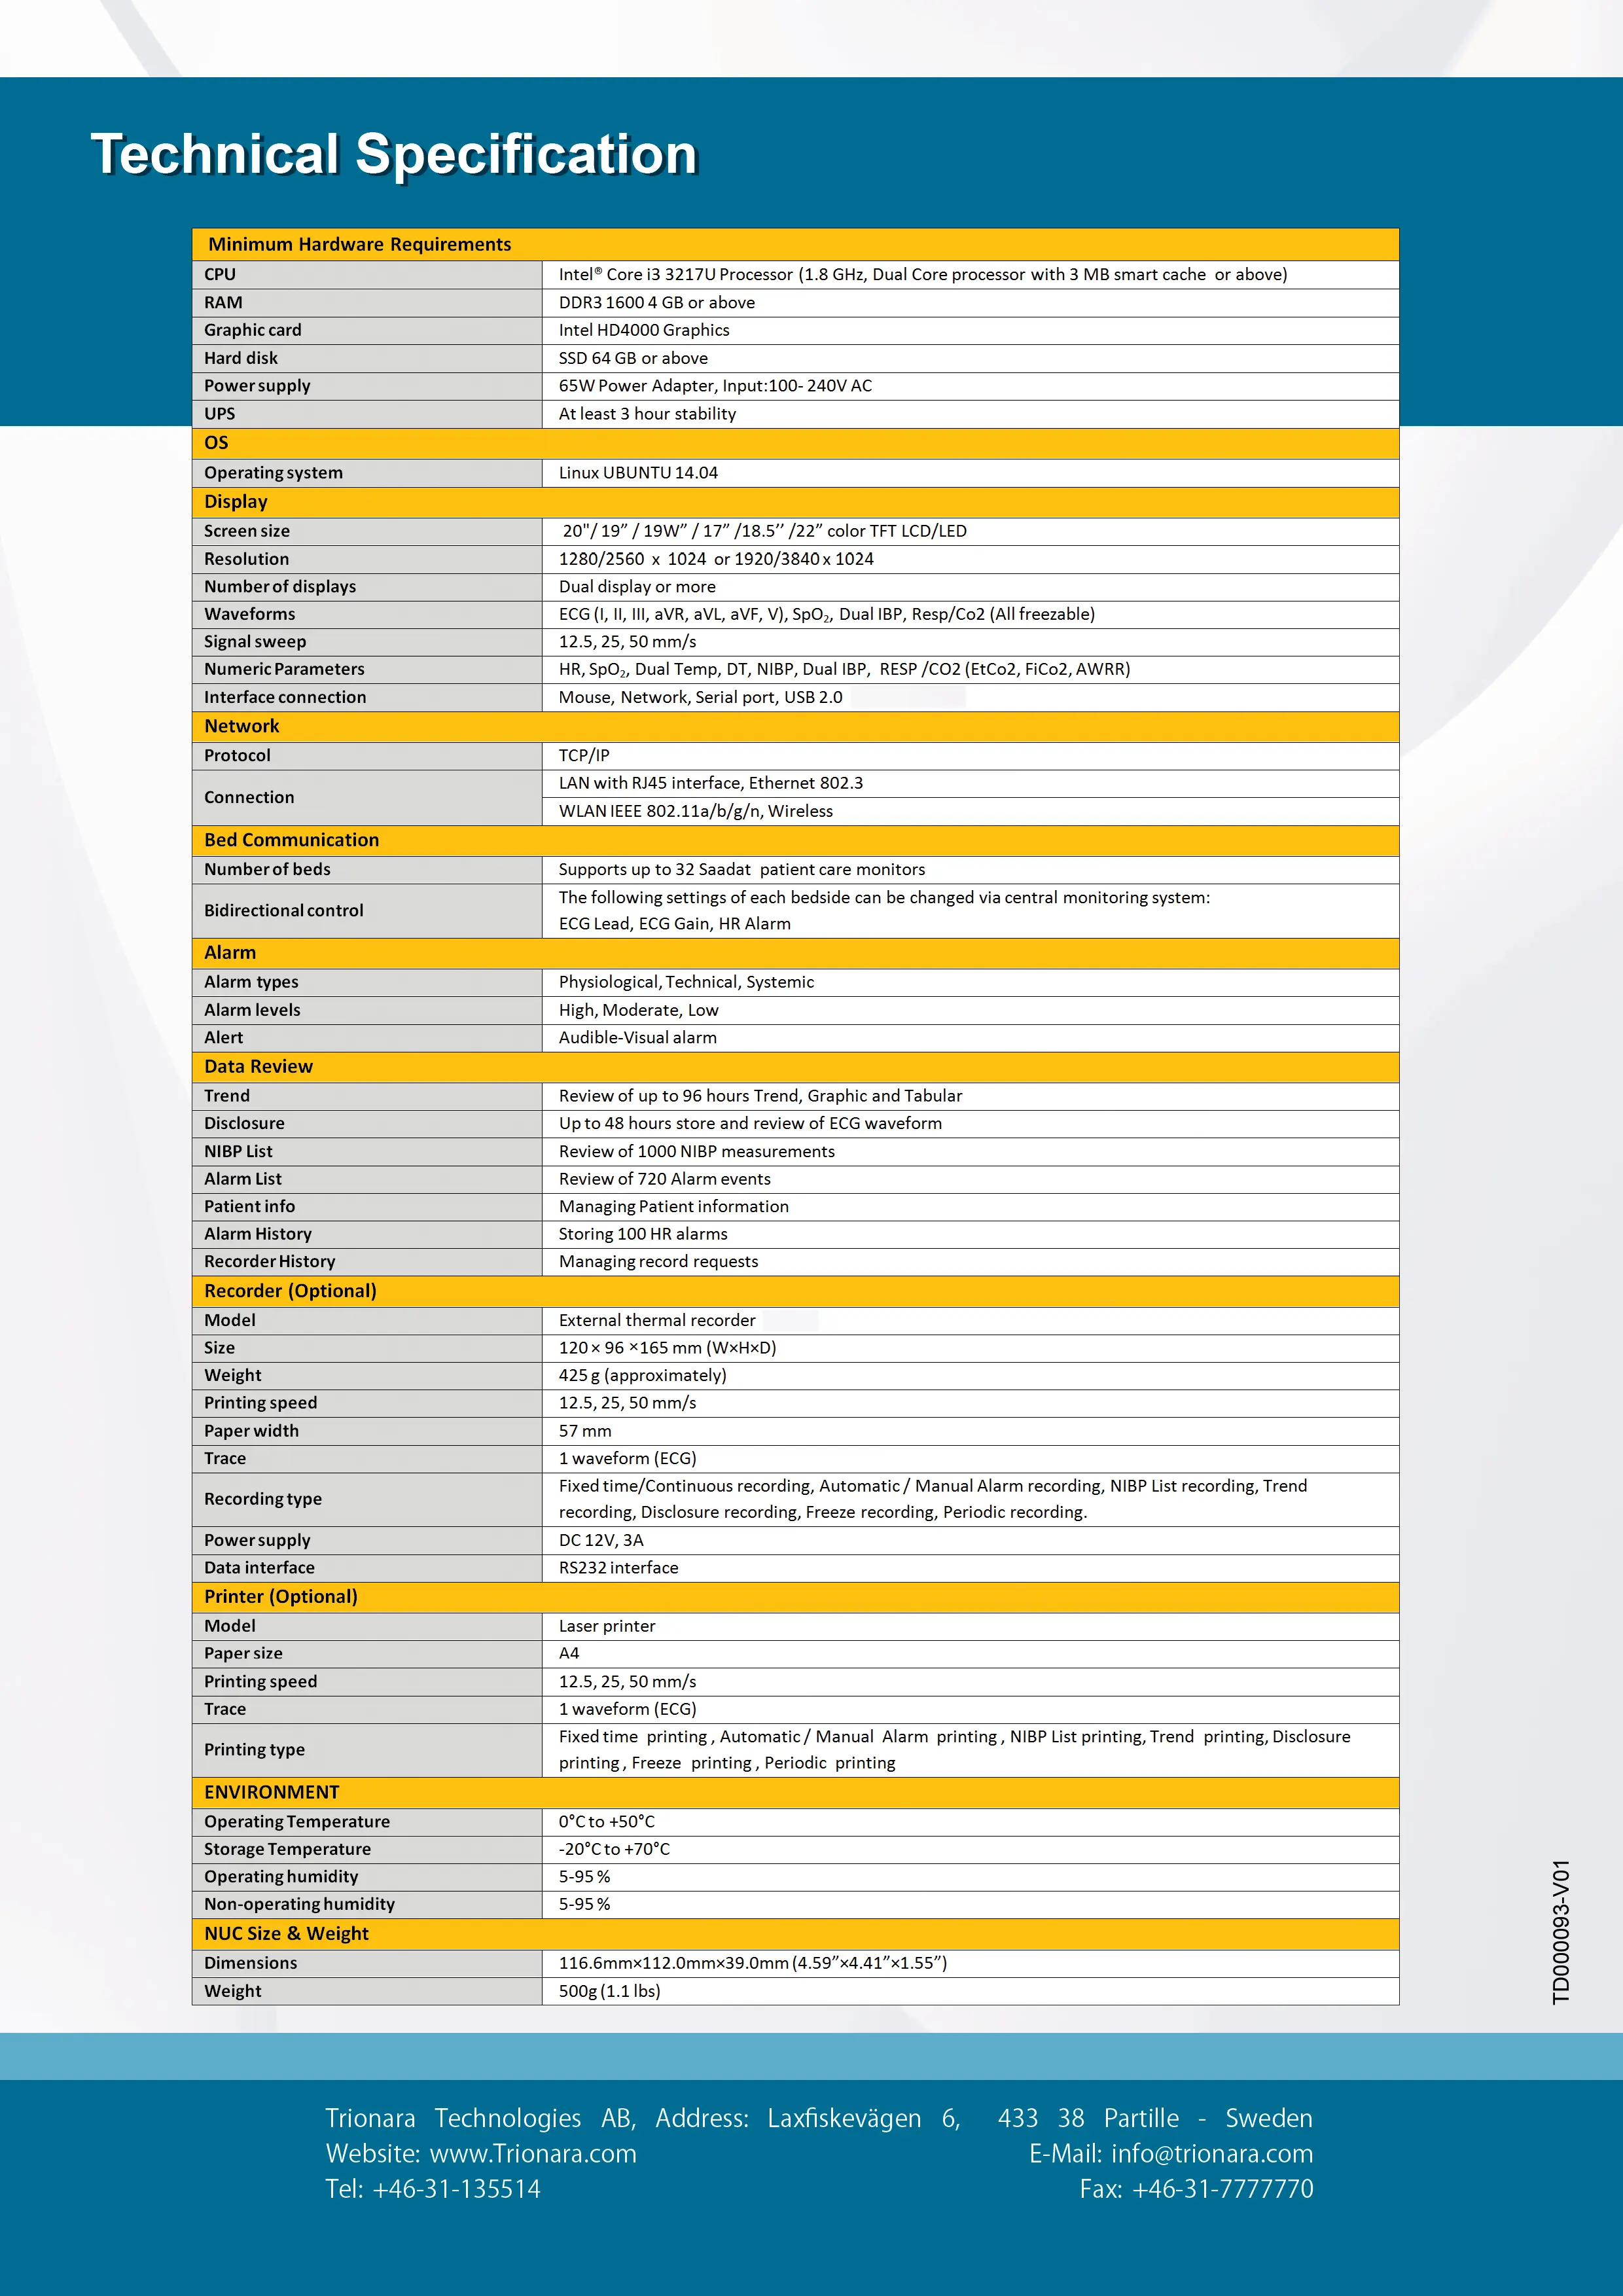 Technical Specification
Minimum Hardware Requirements
CPU Intel® Core i3 3217U Processor (1.8 GHz, Dual Core processor with 3 MB smart cache or above)
RAM DDR3 1600 4 GB or above
Graphic card Intel HD4000 Graphics
Hard disk SSD 64 GB or above
Power supply 65W Power Adapter, Input:100- 240V AC
UPS At least 3 hour stability
OS
Operating system Linux UBUNTU 14.04
Display
Screen size 20"/ 19” / 19W” / 17” /18.5’’ /22” color TFT LCD/LED
Resolution 1280/2560 x 1024 or 1920/3840 x 1024
Number of displays Dual display or more
Waveforms ECG (I, II, III, aVR, aVL, aVF, V), SpO₂, Dual IBP, Resp/Co2 (All freezable)
Signal sweep 12.5, 25, 50 mm/s
Numeric Parameters HR, SpO₂, Dual Temp, DT, NIBP, Dual IBP, RESP /CO2 (EtCo2, FiCo2, AWRR)
Interface connection Mouse, Network, Serial port, USB 2.0
Network
Protocol TCP/IP
Connection LAN with RJ45 interface, Ethernet 802.3
WLAN IEEE 802.11a/b/g/n, Wireless
Bed Communication
Number of beds Supports up to 32 Saadat patient care monitors
Bidirectional control The following settings of each bedside can be changed via central monitoring system:
ECG Lead, ECG Gain, HR Alarm
Alarm
Alarm types Physiological, Technical, Systemic
Alarm levels High, Moderate, Low
Alert Audible-Visual alarm
Data Review
Trend Review of up to 96 hours Trend, Graphic and Tabular
Disclosure Up to 48 hours store and review of ECG waveform
NIBP List Review of 1000 NIBP measurements
Alarm List Review of 720 Alarm events
Patient info Managing Patient information
Alarm History Storing 100 HR alarms
Recorder History Managing record requests
Recorder (Optional)
Model External thermal recorder
Size 120 × 96 ×165 mm (W×H×D)
Weight 425 g (approximately)
Printing speed 12.5, 25, 50 mm/s
Paper width 57 mm
Trace 1 waveform (ECG)
Recording type Fixed time/Continuous recording, Automatic / Manual Alarm recording, NIBP List recording, Trend
recording, Disclosure recording, Freeze recording, Periodic recording.
Power supply DC 12V, 3A
Data interface RS232 interface
Printer (Optional)
Model Laser printer
Paper size A4
Printing speed 12.5, 25, 50 mm/s
Trace 1 waveform (ECG)
Printing type Fixed time printing , Automatic / Manual Alarm printing , NIBP List printing, Trend printing, Disclosure
printing , Freeze printing , Periodic printing
ENVIRONMENT
Operating Temperature 0°C to +50°C
Storage Temperature -20°C to +70°C
Operating humidity 5-95 %
Non-operating humidity 5-95 %
NUC Size & Weight
Dimensions 116.6mm×112.0mm×39.0mm (4.59”×4.41”×1.55”)
Weight 500g (1.1 lbs)
TD000093-V01
Trionara Technologies AB, Address: Laxfiskevägen 6, 433 38 Partille - Sweden
Website: www.Trionara.com E-Mail: info@trionara.com
Tel: +46-31-135514 Fax: +46-31-7777770